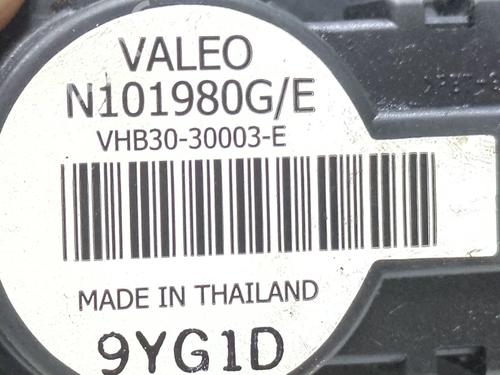 VALEO
N101980G/E
VHB30-30003-E
MADE IN THAILAND
9YG1D